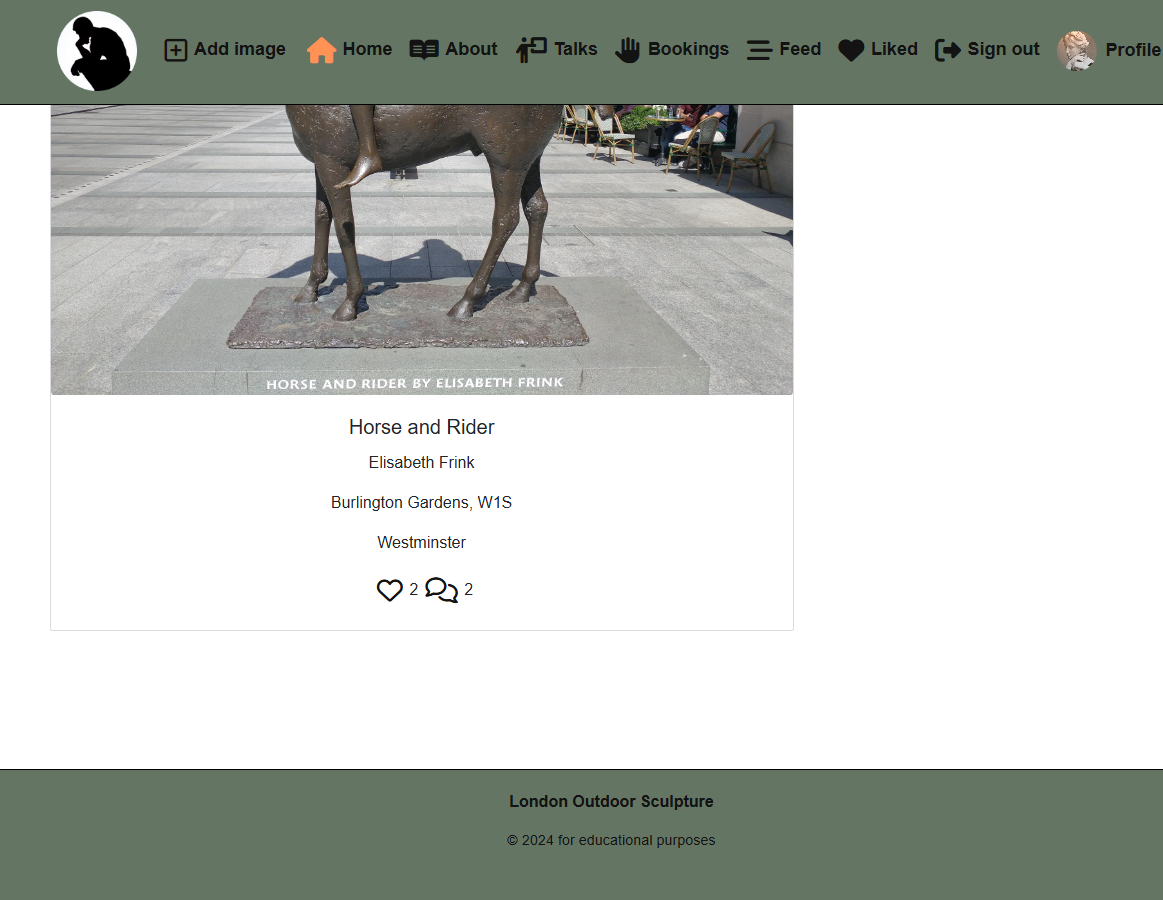 Add image Home About Talks Bookings Feed Liked Sign out Profile
HORSE AND RIDER BY ELISABETH FRINK
Horse and Rider
Elisabeth Frink
Burlington Gardens, W1S
Westminster
2 2
London Outdoor Sculpture
© 2024 for educational purposes